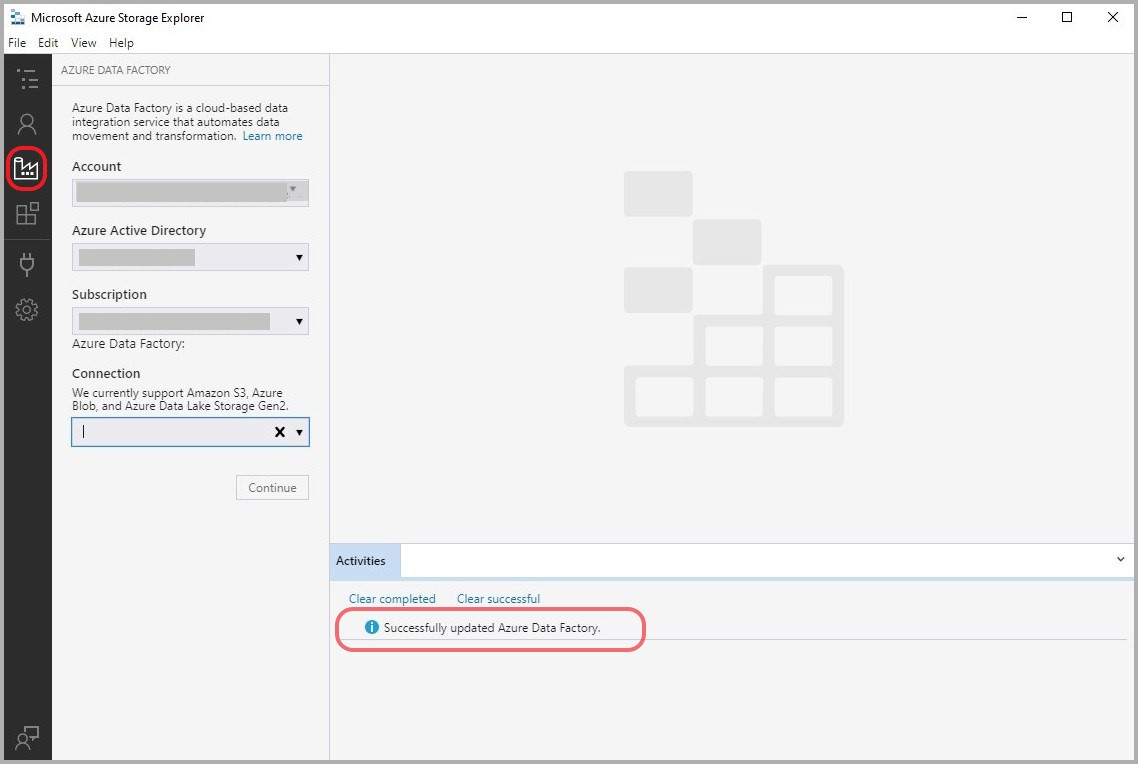 Microsoft Azure Storage Explorer
File Edit View Help
AZURE DATA FACTORY
Azure Data Factory is a cloud-based data
integration service that automates data
movement and transformation. Learn more
Account
Azure Active Directory
Subscription
Azure Data Factory:
Connection
We currently support Amazon S3, Azure
Blob, and Azure Data Lake Storage Gen2.
Continue
Activities
Clear completed Clear successful
Successfully updated Azure Data Factory.